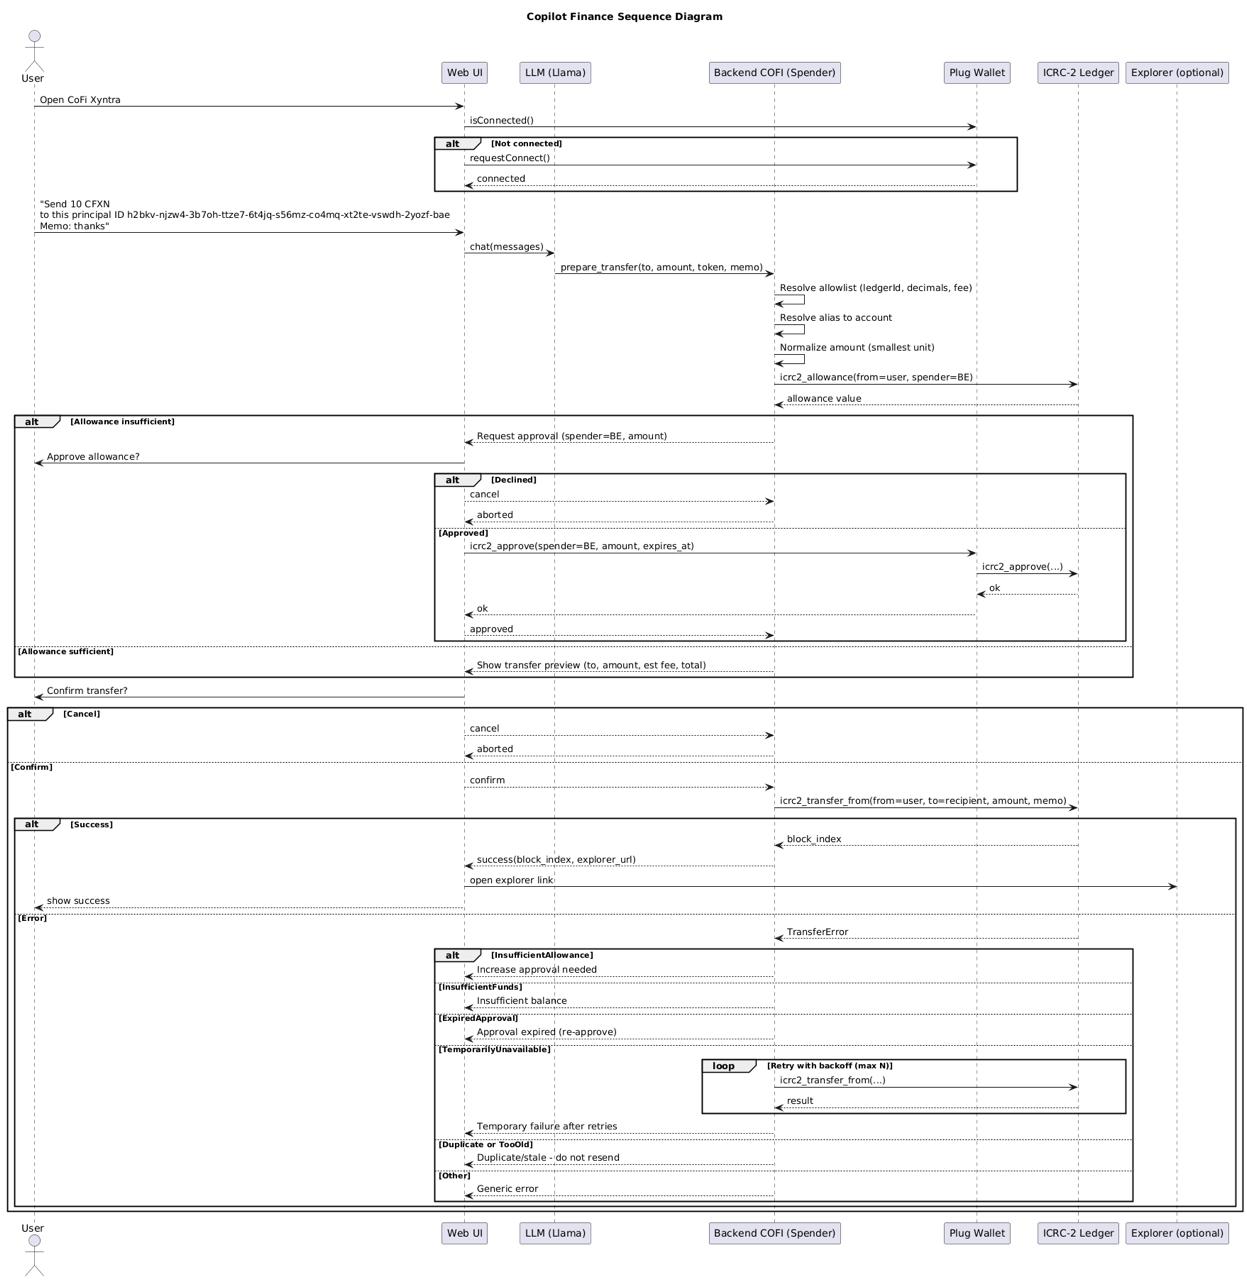 Copilot Finance Sequence Diagram
User
Web UI
LLM (Llama)
Backend COFI (Spender)
Plug Wallet
ICRC-2 Ledger
Explorer (optional)
Open CoFi Xyntra
isConnected()
alt [Not connected]
requestConnect()
connected
"Send 10 CFXN
to this principal ID h2bkv-njzw4-3b7oh-ttze7-6t4jq-s56mz-co4mq-xt2te-vswdh-2yozf-bae
Memo: thanks"
chat(messages)
prepare_transfer(to, amount, token, memo)
Resolve allowlist (ledgerId, decimals, fee)
Resolve alias to account
Normalize amount (smallest unit)
icrc2_allowance(from=user, spender=BE)
allowance value
alt [Allowance insufficient]
Request approval (spender=BE, amount)
Approve allowance?
alt [Declined]
cancel
aborted
[Approved]
icrc2_approve(spender=BE, amount, expires_at)
icrc2_approve(...)
ok
ok
approved
[Allowance sufficient]
Show transfer preview (to, amount, est fee, total)
Confirm transfer?
alt [Cancel]
cancel
aborted
[Confirm]
confirm
icrc2_transfer_from(from=user, to=recipient, amount, memo)
alt [Success]
block_index
success(block_index, explorer_url)
open explorer link
show success
[Error]
TransferError
alt [InsufficientAllowance]
Increase approval needed
[InsufficientFunds]
Insufficient balance
[ExpiredApproval]
Approval expired (re-approve)
[TemporarilyUnavailable]
loop [Retry with backoff (max N)]
icrc2_transfer_from(...)
result
Temporary failure after retries
[Duplicate or TooOld]
Duplicate/stale - do not resend
[Other]
Generic error
User
Web UI
LLM (Llama)
Backend COFI (Spender)
Plug Wallet
ICRC-2 Ledger
Explorer (optional)